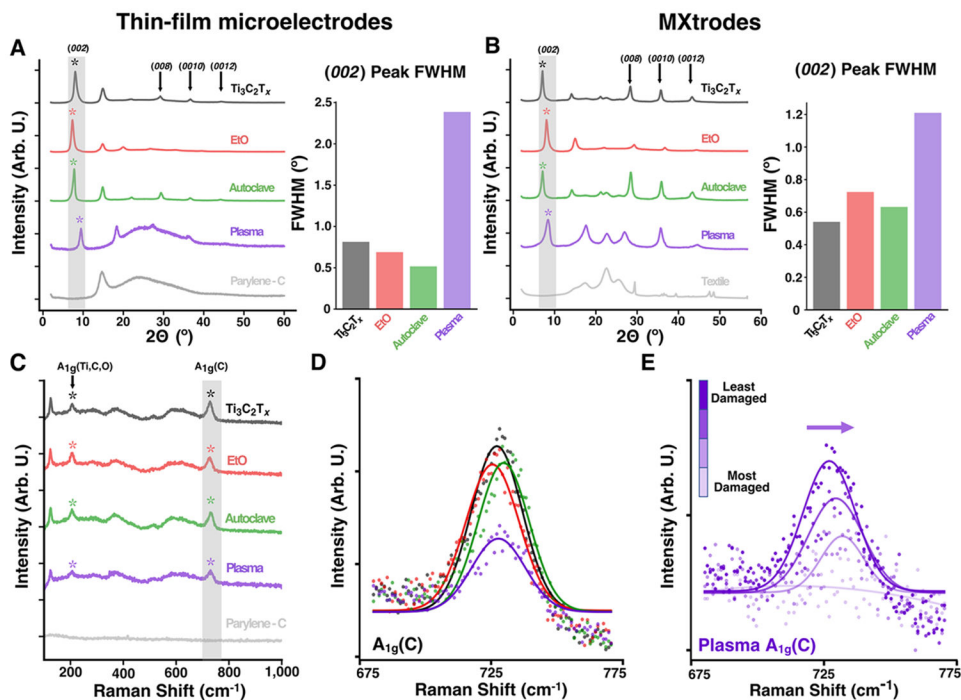 Thin-film microelectrodes
MXtrodes
A
(002)
*
(008)
(0010)
(0012)
Ti3C2Tx
*
EtO
*
Autoclave
*
Plasma
Parylene-C
Intensity (Arb. U.)
0 10 20 30 40 50 60
2Θ (°)
(002) Peak FWHM
2.5
2.0
1.5
1.0
0.5
0
FWHM (°)
Ti3C2Tx
EtO
Autoclave
Plasma
B
(002)
*
(008)
(0010)
(0012)
Ti3C2Tx
*
EtO
*
Autoclave
*
Plasma
Textile
Intensity (Arb. U.)
0 10 20 30 40 50 60
2Θ (°)
(002) Peak FWHM
1.2
1.0
0.8
0.6
0.4
0.2
0
FWHM (°)
Ti3C2Tx
EtO
Autoclave
Plasma
C
A1g(Ti,C,O)
A1g(C)
* *
Ti3C2Tx
* *
EtO
* *
Autoclave
* *
Plasma
Parylene-C
Intensity (Arb. U.)
200 400 600 800 1,000
Raman Shift (cm-1)
D
Intensity (Arb. U.)
A1g(C)
675 725 775
Raman Shift (cm-1)
E
Least
Damaged
Most
Damaged
Intensity (Arb. U.)
Plasma A1g(C)
675 725 775
Raman Shift (cm-1)